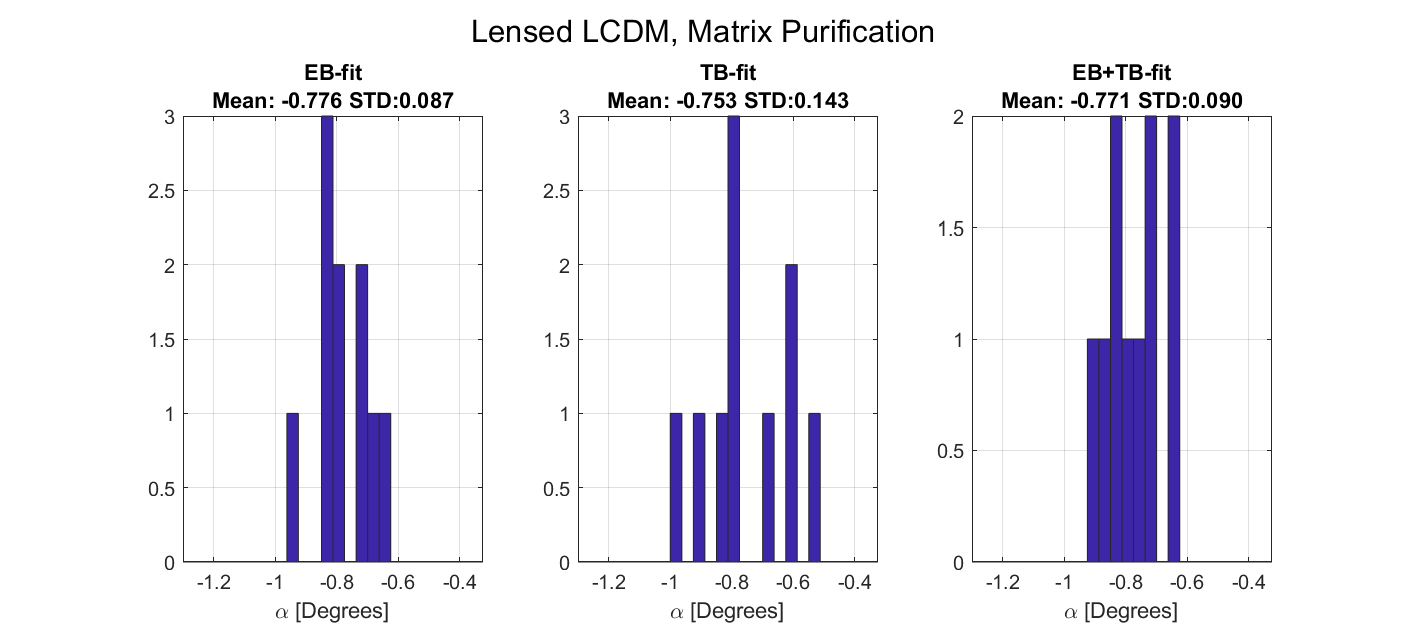 Lensed LCDM, Matrix Purification
EB-fit
Mean: -0.776 STD:0.087
3
2.5
2
1.5
1
0.5
0
-1.2 -1 -0.8 -0.6 -0.4
α [Degrees]
TB-fit
Mean: -0.753 STD:0.143
3
2.5
2
1.5
1
0.5
0
-1.2 -1 -0.8 -0.6 -0.4
α [Degrees]
EB+TB-fit
Mean: -0.771 STD:0.090
2
1.5
1
0.5
0
-1.2 -1 -0.8 -0.6 -0.4
α [Degrees]